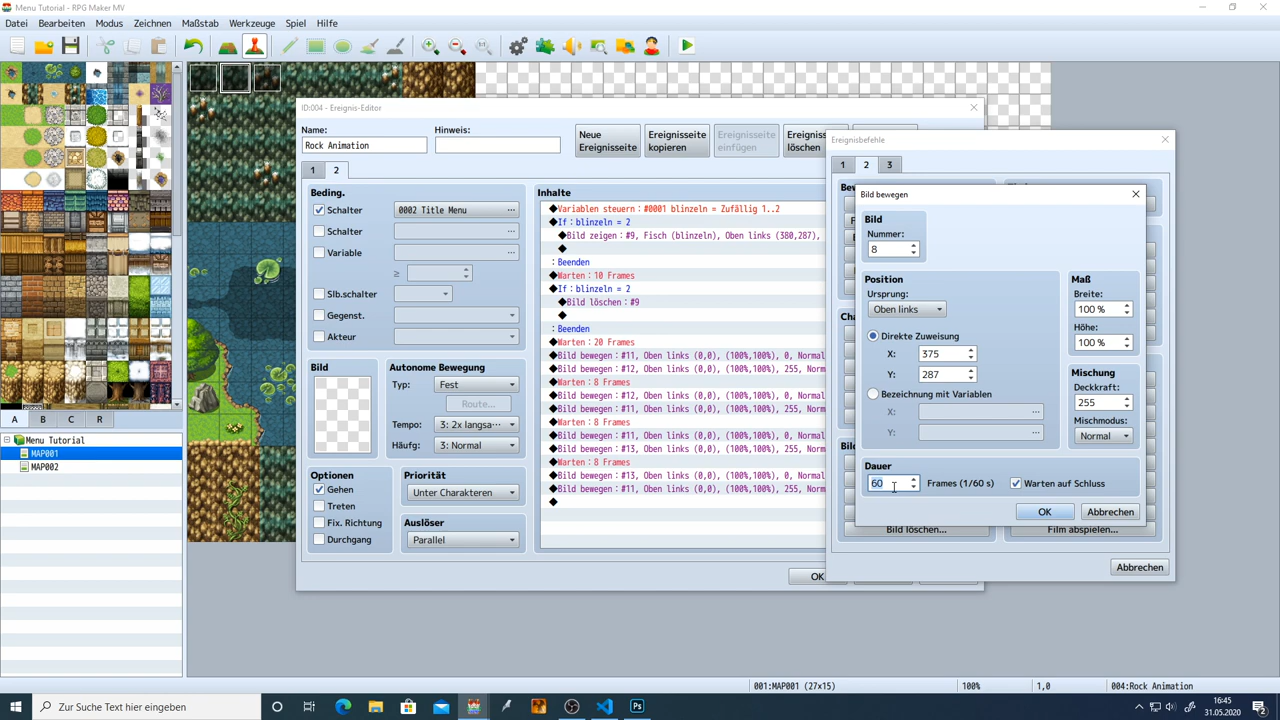 Menu Tutorial - RPG Maker MV
Datei Bearbeiten Modus Zeichnen Maßstab Werkzeuge Spiel Hilfe
ID:004 - Ereignis-Editor
Name:
Hinweis:
Rock Animation
Neue Ereignisseite
Ereignisseite kopieren
Ereignisseite einfügen
Ereigniss
löschen
1 2
Beding.
Schalter 0002 Title Menu ...
Schalter ...
Variable ...
≥
Slb.schalter
Gegenst.
Akteur
Bild
Autonome Bewegung
Typ: Fest
Route...
Tempo: 3: 2x langsa...
Häufg: 3: Normal
Optionen
Gehen
Treten
Fix. Richtung
Durchgang
Priorität
Unter Charakteren
Auslöser
Parallel
Inhalte
◆Variablen steuern：#0001 blinzeln = Zufällig 1..2
◆If：blinzeln = 2
◆Bild zeigen：#9, Fisch (blinzeln), Oben links (380,287),
◆
：Beenden
◆Warten：10 Frames
◆If：blinzeln = 2
◆Bild löschen：#9
◆
：Beenden
◆Warten：20 Frames
◆Bild bewegen：#11, Oben links (0,0), (100%,100%), 0, Normal
◆Bild bewegen：#12, Oben links (0,0), (100%,100%), 255, Norma
◆Warten：8 Frames
◆Bild bewegen：#12, Oben links (0,0), (100%,100%), 0, Normal
◆Bild bewegen：#11, Oben links (0,0), (100%,100%), 255, Norma
◆Warten：8 Frames
◆Bild bewegen：#11, Oben links (0,0), (100%,100%), 0, Normal
◆Bild bewegen：#13, Oben links (0,0), (100%,100%), 255, Norma
◆Warten：8 Frames
◆Bild bewegen：#13, Oben links (0,0), (100%,100%), 0, Normal
◆Bild bewegen：#11, Oben links (0,0), (100%,100%), 255, Norma
◆
OK
Ereignisbefehle
1 2 3
Bild bewegen
Bild
Nummer:
8
Position
Ursprung:
Oben links
Direkte Zuweisung
X: 375
Y: 287
Bezeichnung mit Variablen
X: ...
Y: ...
Maß
Breite:
100 %
Höhe:
100 %
Mischung
Deckkraft:
255
Mischmodus:
Normal
Dauer
60 Frames (1/60 s) Warten auf Schluss
OK Abbrechen
Bild löschen... Film abspielen...
Abbrechen
A B C R
Menu Tutorial
MAP001
MAP002
001:MAP001 (27x15) 100% 1,0 004:Rock Animation
Zur Suche Text hier eingeben
16:45
31.05.2020